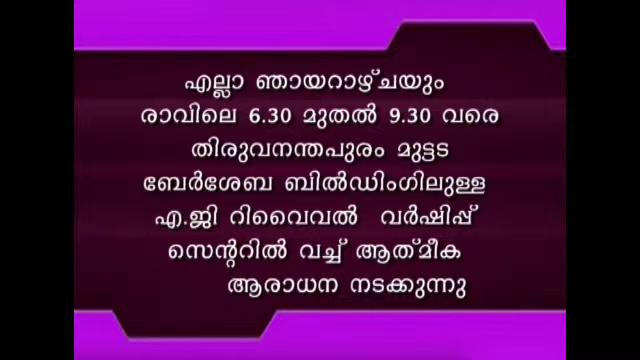 എല്ലാ ഞായറാഴ്ചയും
രാവിലെ 6.30 മുതൽ 9.30 വരെ
തിരുവനന്തപുരം മുട്ടട
ബേർശേബ ബിൽഡിംഗിലുള്ള
എ.ജി റിവൈവൽ വർഷിപ്പ്
സെന്ററിൽ വച്ച് ആത്മീക
ആരാധന നടക്കുന്നു